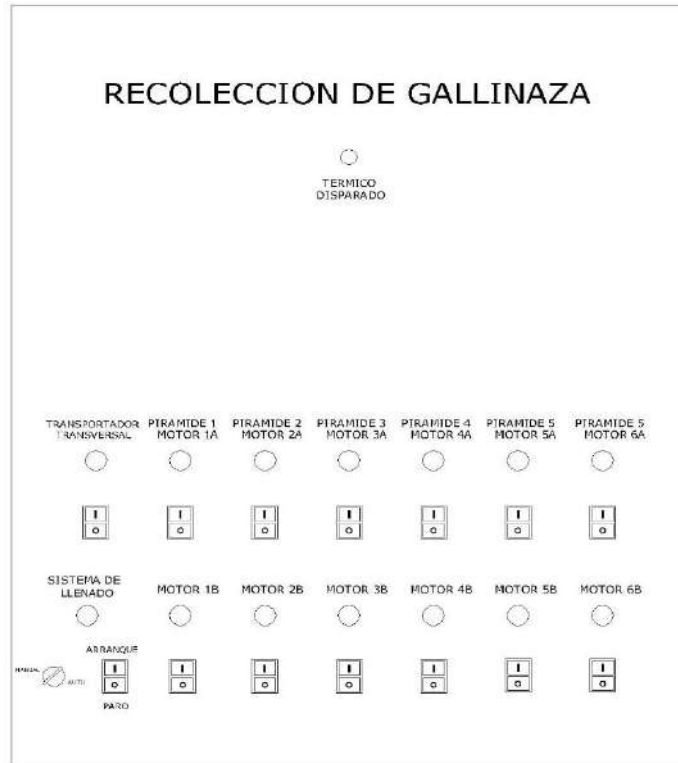 RECOLECCION DE GALLINAZA
TERMICO
DISPARADO
TRANSPORTADOR
TRANSVERSAL
PIRAMIDE 1
MOTOR 1A
PIRAMIDE 2
MOTOR 2A
PIRAMIDE 3
MOTOR 3A
PIRAMIDE 4
MOTOR 4A
PIRAMIDE 5
MOTOR 5A
PIRAMIDE 5
MOTOR 6A
SISTEMA DE
LLENADO
MOTOR 1B
MOTOR 2B
MOTOR 3B
MOTOR 4B
MOTOR 5B
MOTOR 6B
ARRANQUE
MANUAL
AUTO
PARO